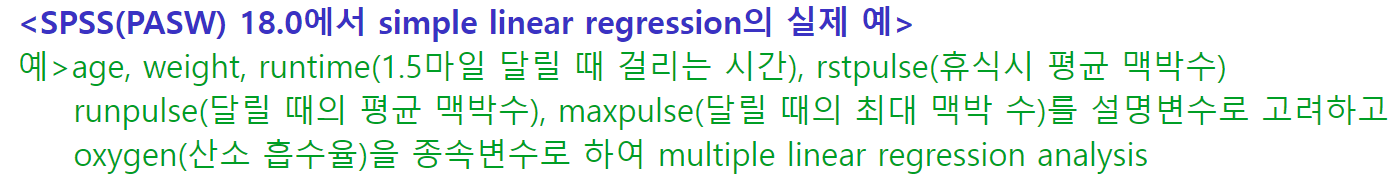 <SPSS(PASW) 18.0에서 simple linear regression의 실제 예>
예>age, weight, runtime(1.5마일 달릴 때 걸리는 시간), rstpulse(휴식시 평균 맥박수)
runpulse(달릴 때의 평균 맥박수), maxpulse(달릴 때의 최대 맥박 수)를 설명변수로 고려하고
oxygen(산소 흡수율)을 종속변수로 하여 multiple linear regression analysis